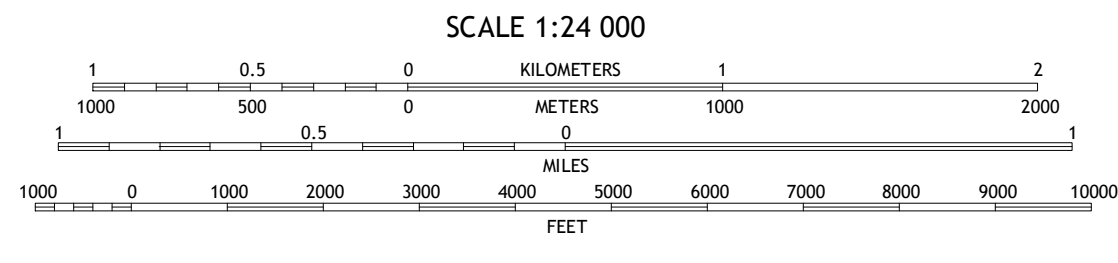 SCALE 1:24 000
1 0.5 0 KILOMETERS 1 2
1000 500 0 METERS 1000 2000
1 0.5 0 1
MILES
1000 0 1000 2000 3000 4000 5000 6000 7000 8000 9000 10000
FEET